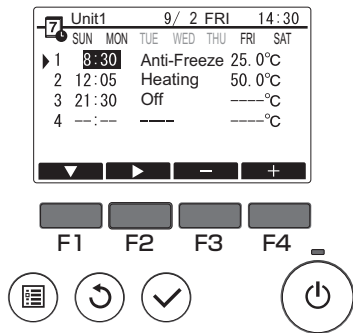 7 Unit1 9/ 2 FRI 14:30
SUN MON TUE WED THU FRI SAT
1 8:30 Anti-Freeze 25.0°C
2 12:05 Heating 50.0°C
3 21:30 Off ----°C
4 --:-- ---- ----°C
− +
F1 F2 F3 F4